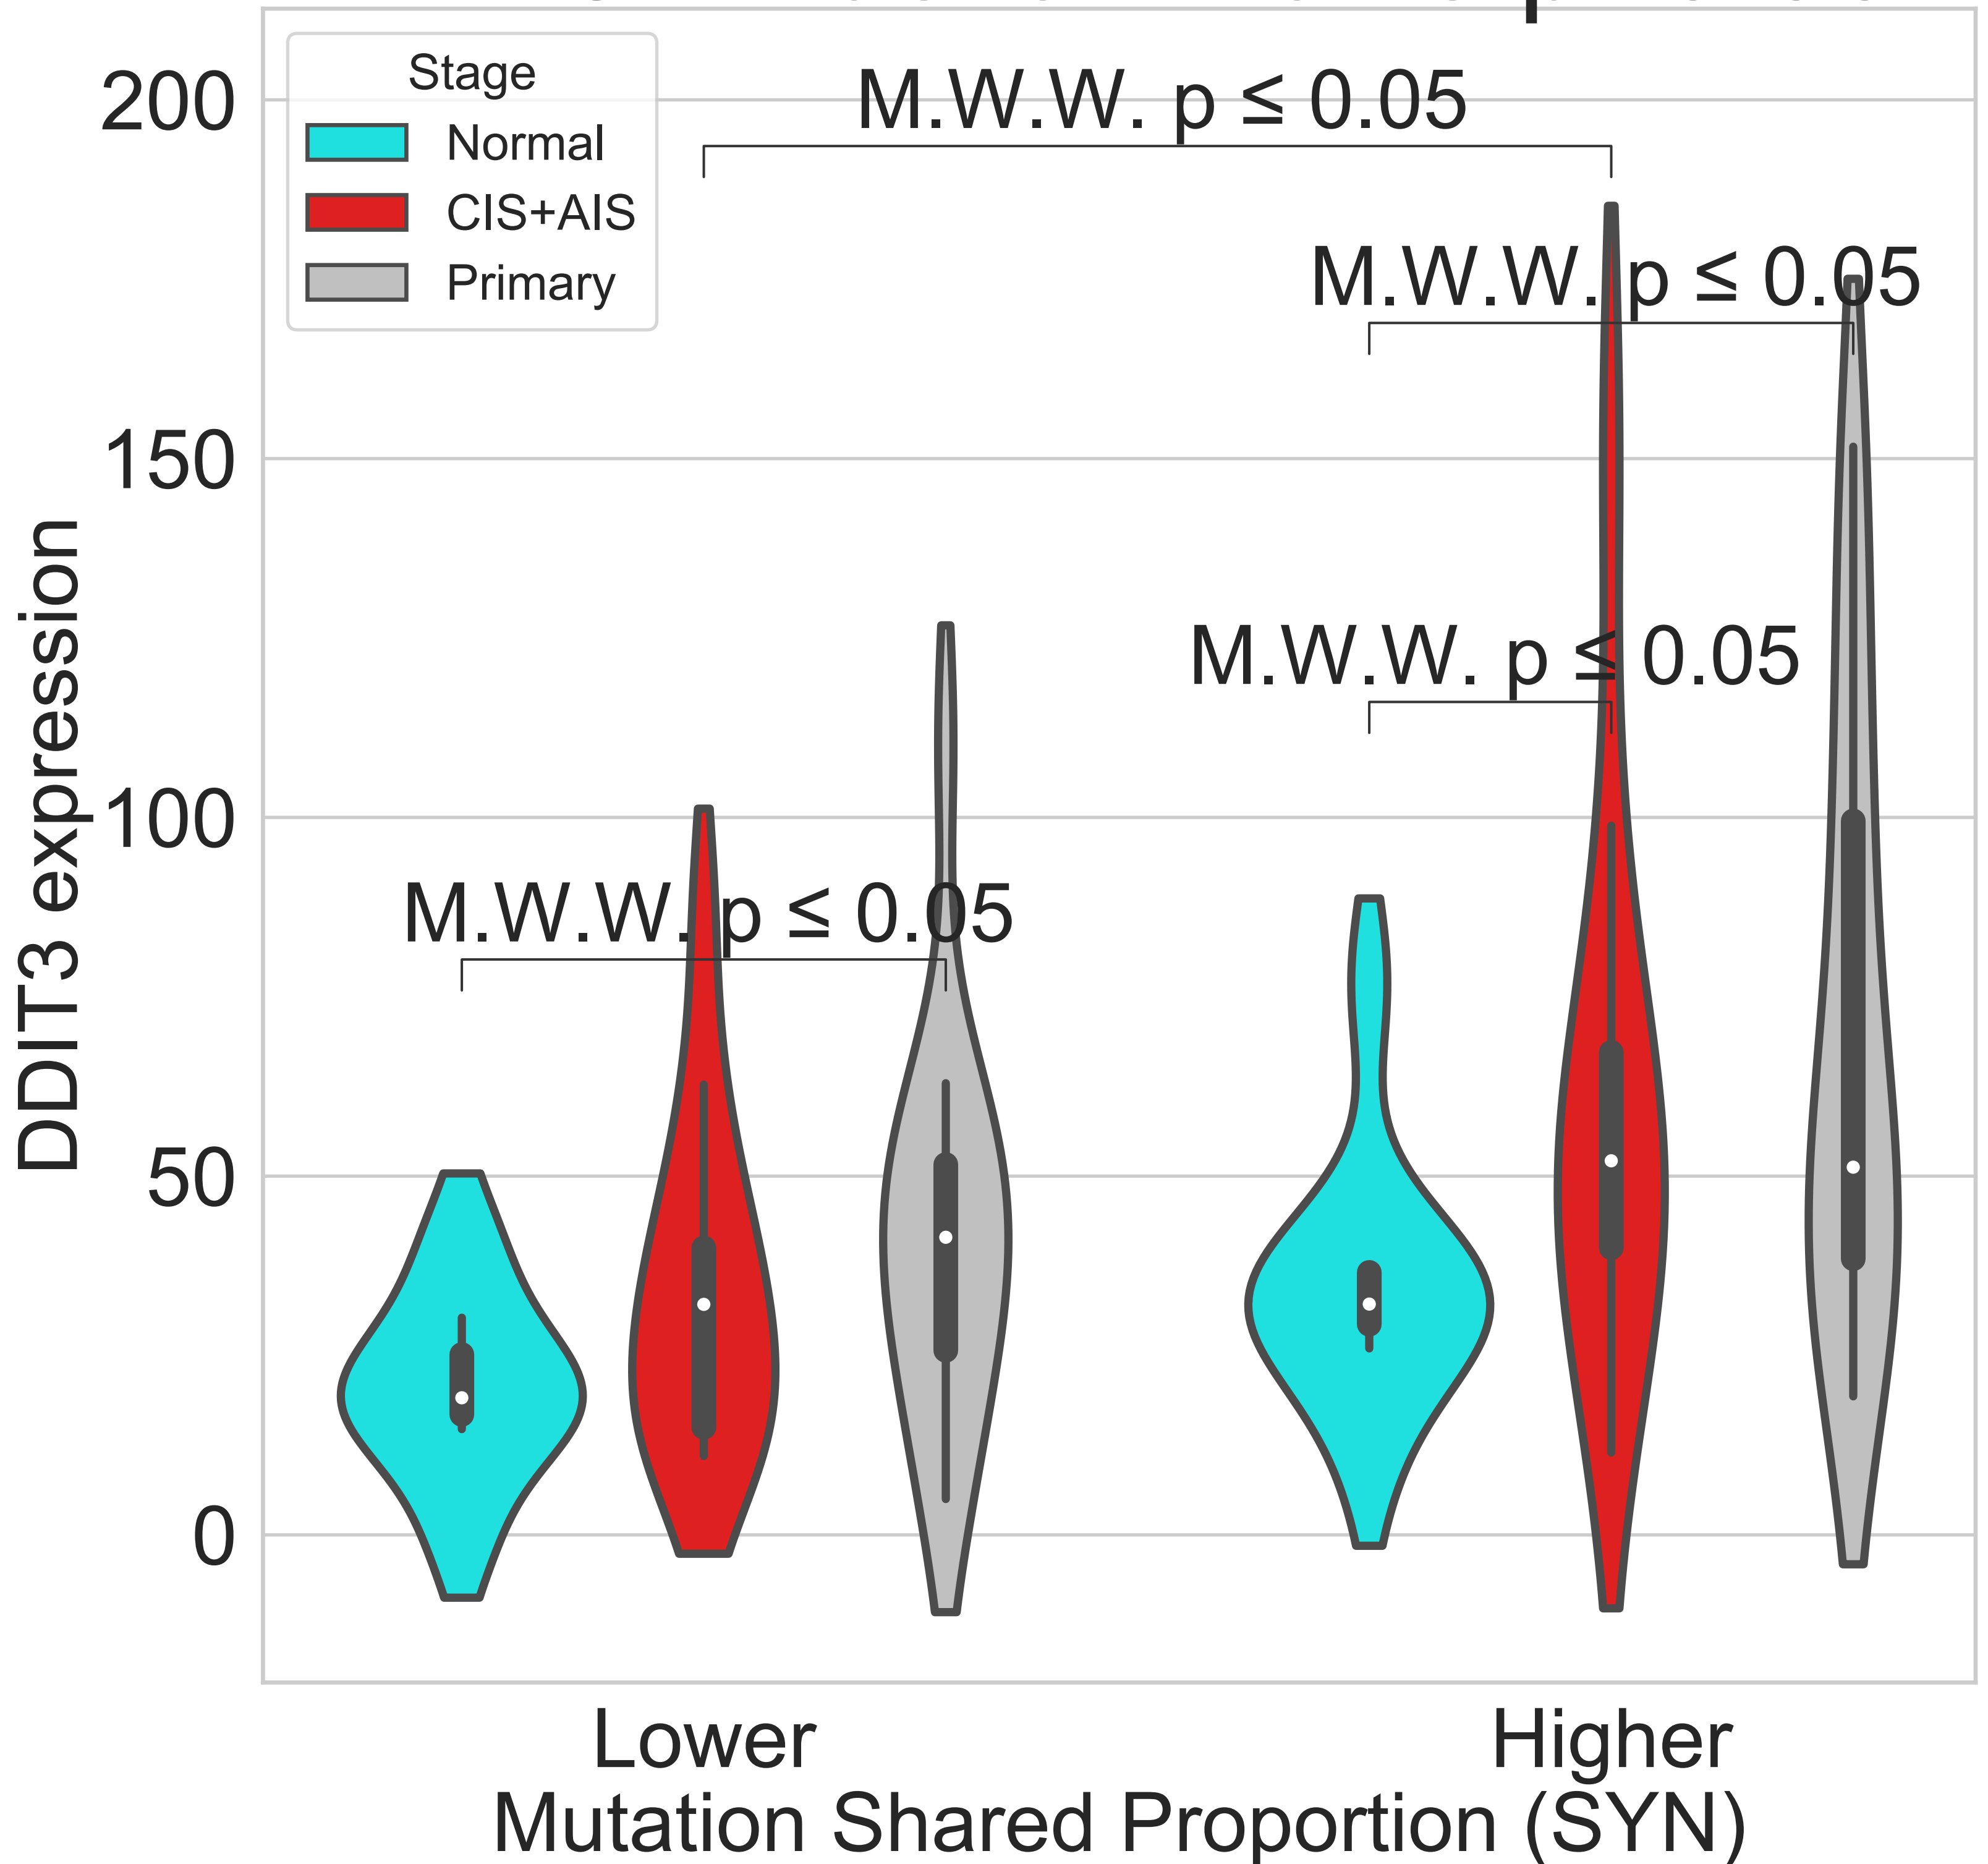 Stage
Normal
CIS+AIS
Primary
M.W.W. p ≤ 0.05
M.W.W. p ≤ 0.05
M.W.W. p ≤ 0.05
M.W.W. p ≤ 0.05
200
150
100
50
0
DDIT3 expression
Lower
Higher
Mutation Shared Proportion (SYN)